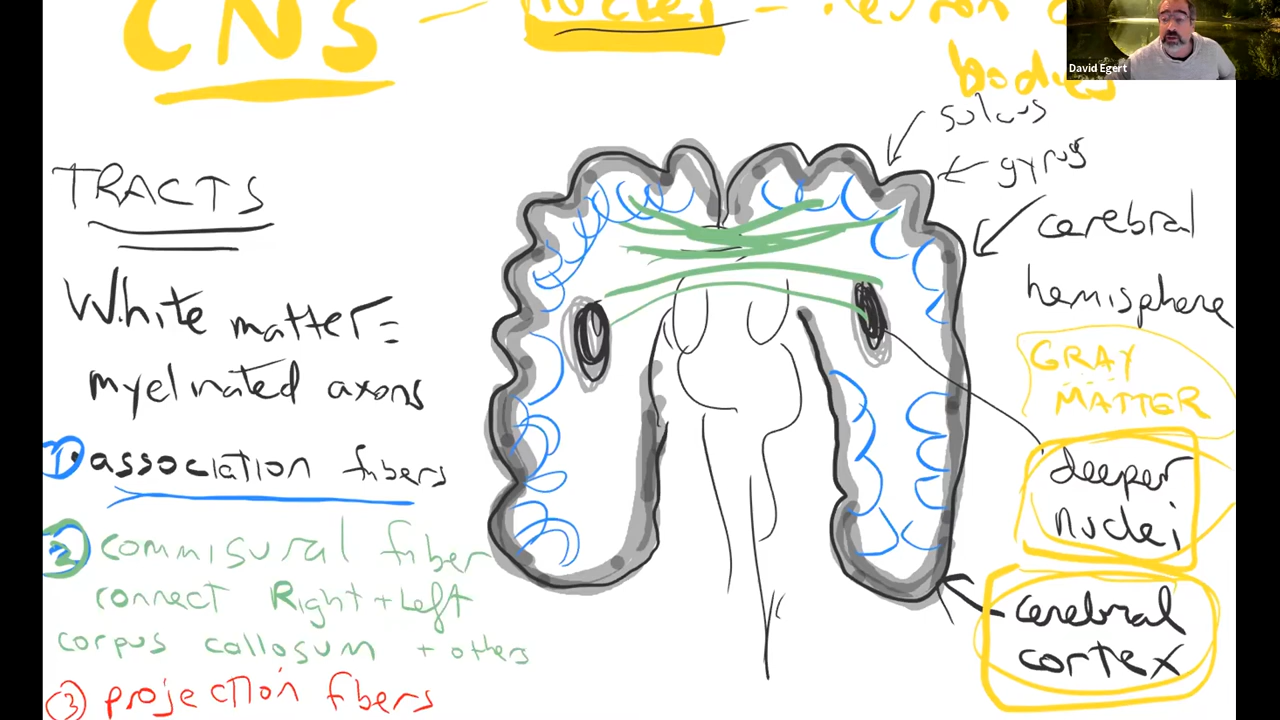 CNS – nuclei =
bodies
David Egert
sulcus
gyrus
TRACTS
cerebral
hemisphere
White matter =
myelinated axons
GRAY
MATTER
① association fibers
deeper
nuclei
② commisural fiber
connect Right + Left
corpus collosum + others
cerebral
cortex
③ projection fibers